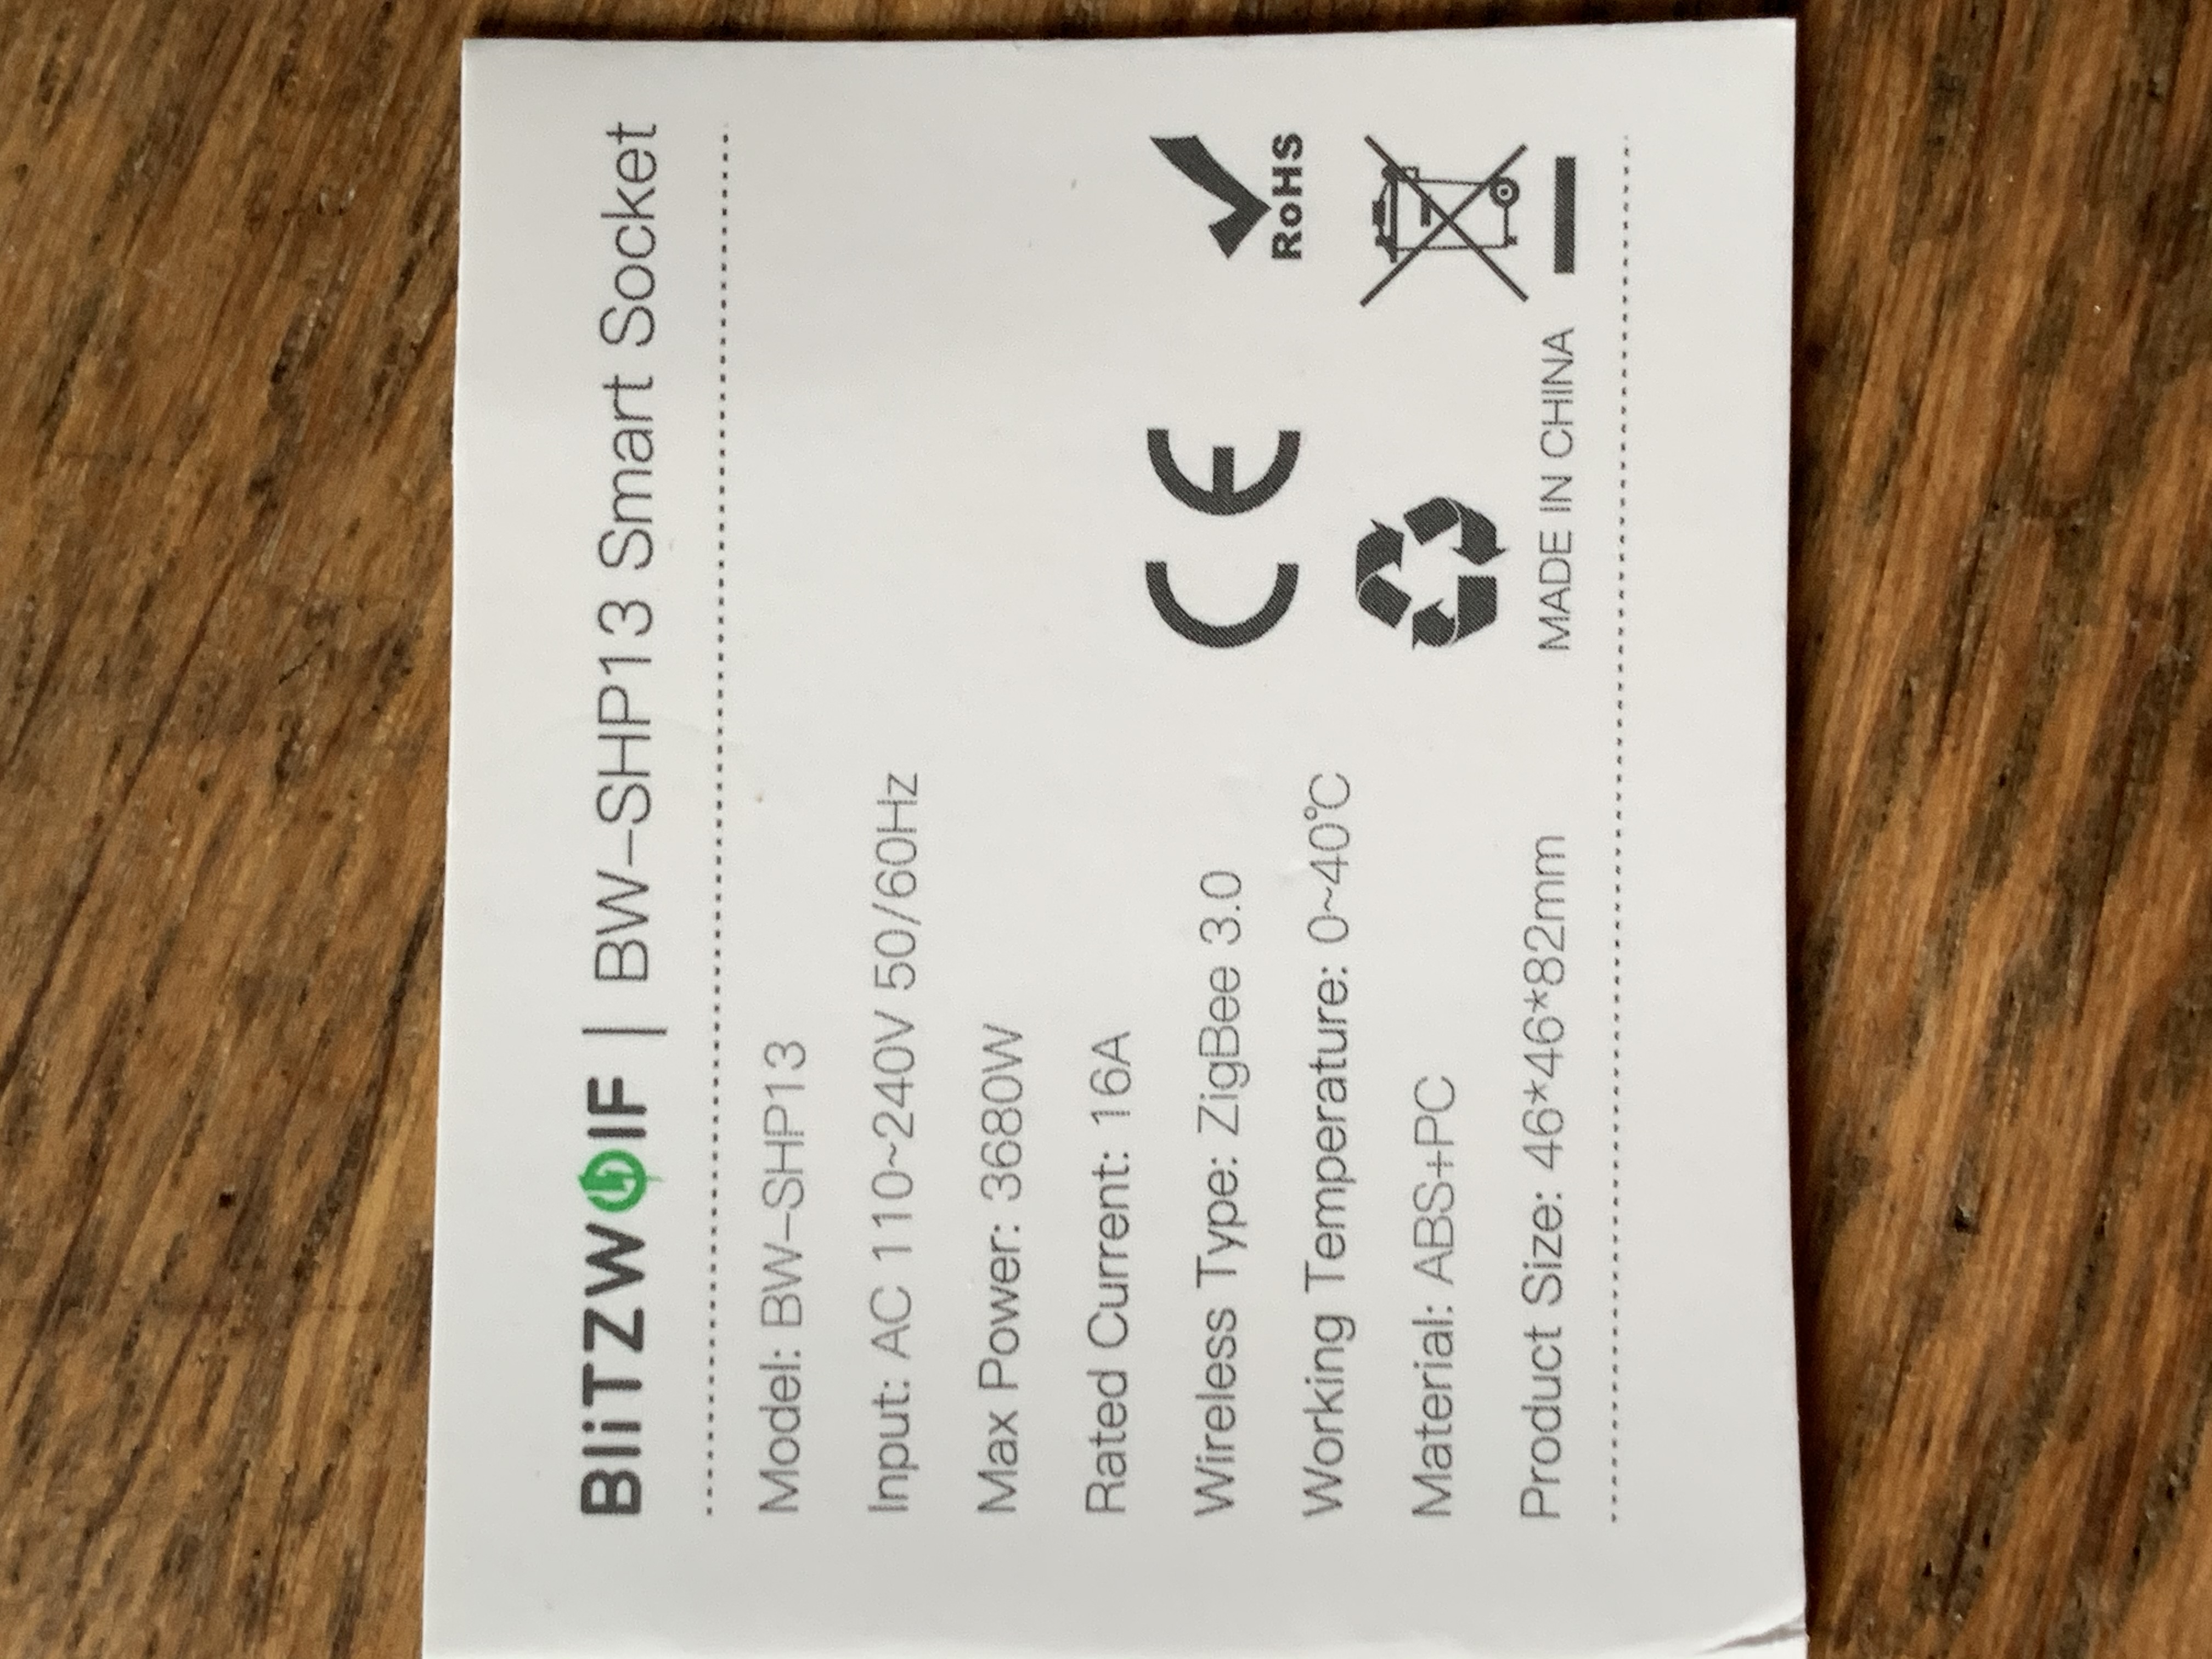 BliTZWOlF | BW-SHP13 Smart Socket
Model: BW-SHP13
Input: AC 110~240V 50/60Hz
Max Power: 3680W
Rated Current: 16A
Wireless Type: ZigBee 3.0
Working Temperature: 0~40℃
Material: ABS+PC
Product Size: 46*46*82mm
CE
RoHS
MADE IN CHINA